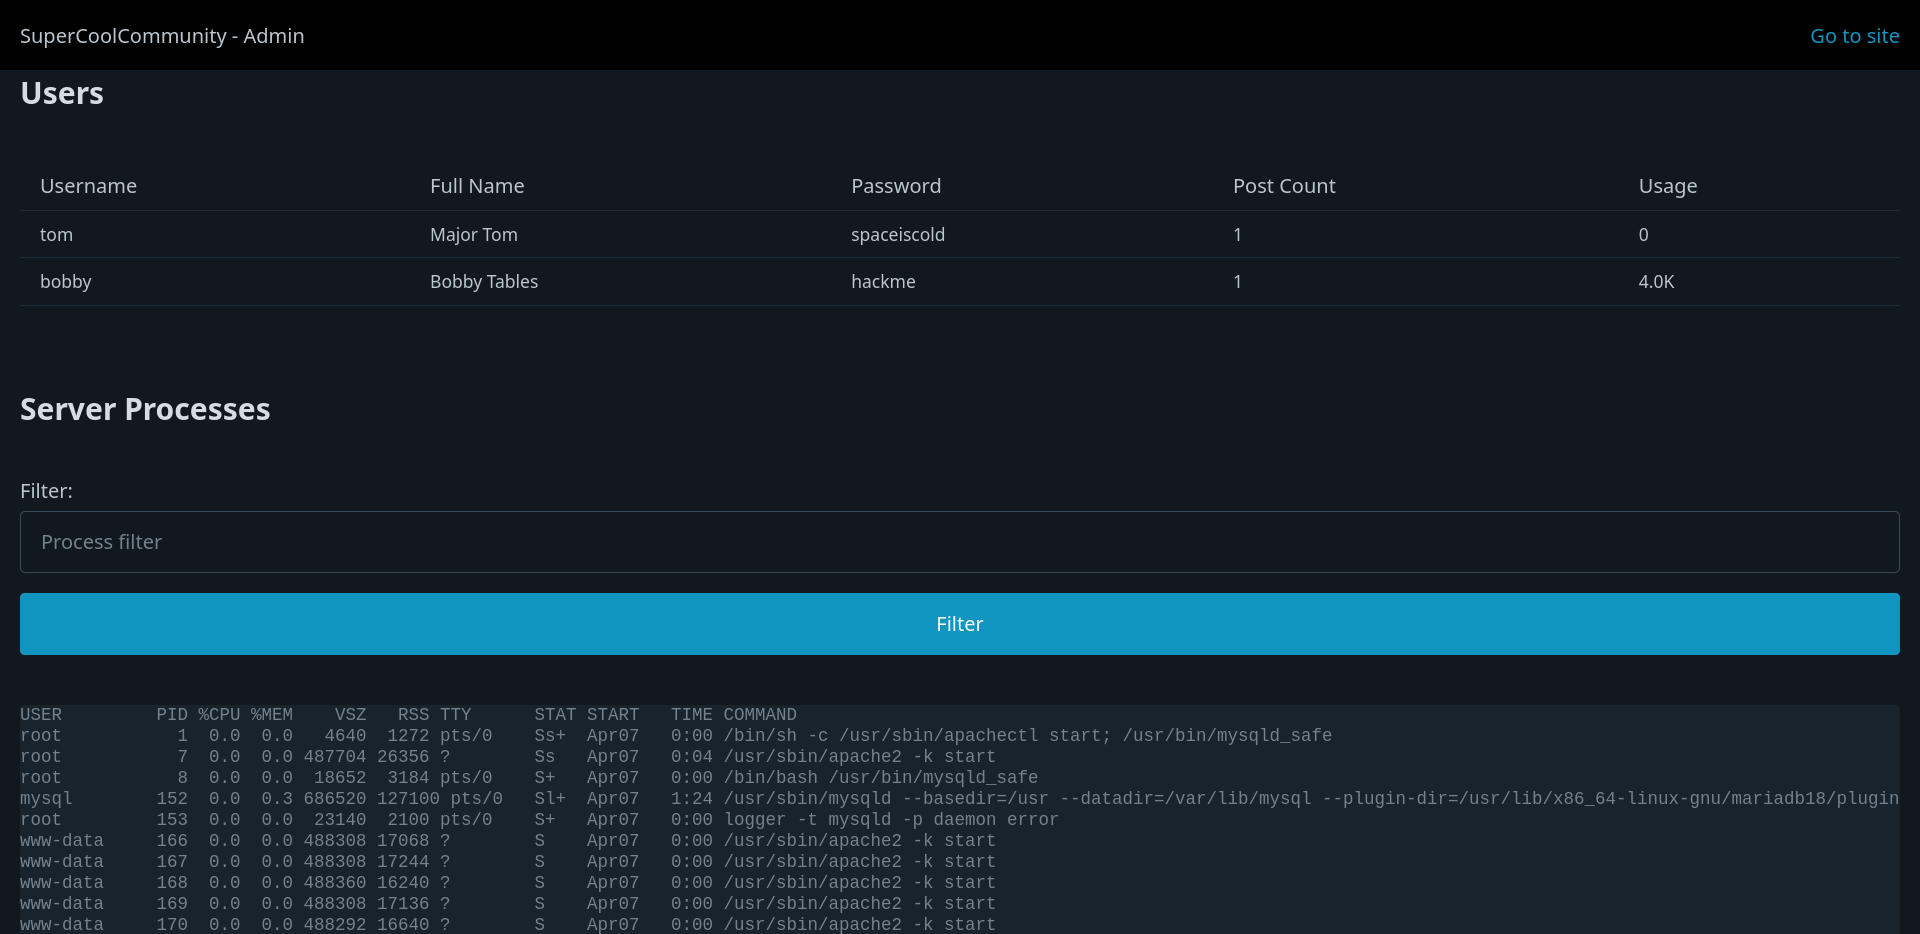 SuperCoolCommunity - Admin
Go to site
Users
Username Full Name Password Post Count Usage
tom Major Tom spaceiscold 1 0
bobby Bobby Tables hackme 1 4.0K
Server Processes
Filter:
Process filter
Filter
USER PID %CPU %MEM VSZ RSS TTY STAT START TIME COMMAND
root 1 0.0 0.0 4640 1272 pts/0 Ss+ Apr07 0:00 /bin/sh -c /usr/sbin/apachectl start; /usr/bin/mysqld_safe
root 7 0.0 0.0 487704 26356 ? Ss Apr07 0:04 /usr/sbin/apache2 -k start
root 8 0.0 0.0 18652 3184 pts/0 S+ Apr07 0:00 /bin/bash /usr/bin/mysqld_safe
mysql 152 0.0 0.3 686520 127100 pts/0 Sl+ Apr07 1:24 /usr/sbin/mysqld --basedir=/usr --datadir=/var/lib/mysql --plugin-dir=/usr/lib/x86_64-linux-gnu/mariadb18/plugin
root 153 0.0 0.0 23140 2100 pts/0 S+ Apr07 0:00 logger -t mysqld -p daemon error
www-data 166 0.0 0.0 488308 17068 ? S Apr07 0:00 /usr/sbin/apache2 -k start
www-data 167 0.0 0.0 488308 17244 ? S Apr07 0:00 /usr/sbin/apache2 -k start
www-data 168 0.0 0.0 488360 16240 ? S Apr07 0:00 /usr/sbin/apache2 -k start
www-data 169 0.0 0.0 488308 17136 ? S Apr07 0:00 /usr/sbin/apache2 -k start
www-data 170 0.0 0.0 488292 16640 ? S Apr07 0:00 /usr/sbin/apache2 -k start